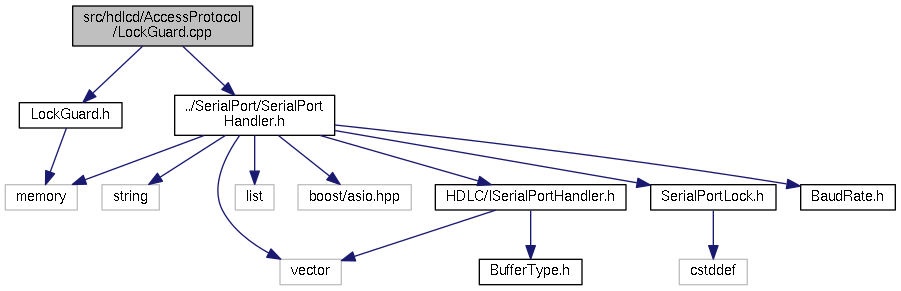 src/hdlcd/AccessProtocol
/LockGuard.cpp
LockGuard.h
../SerialPort/SerialPort
Handler.h
memory
string
list
boost/asio.hpp
HDLC/ISerialPortHandler.h
SerialPortLock.h
BaudRate.h
vector
BufferType.h
cstddef